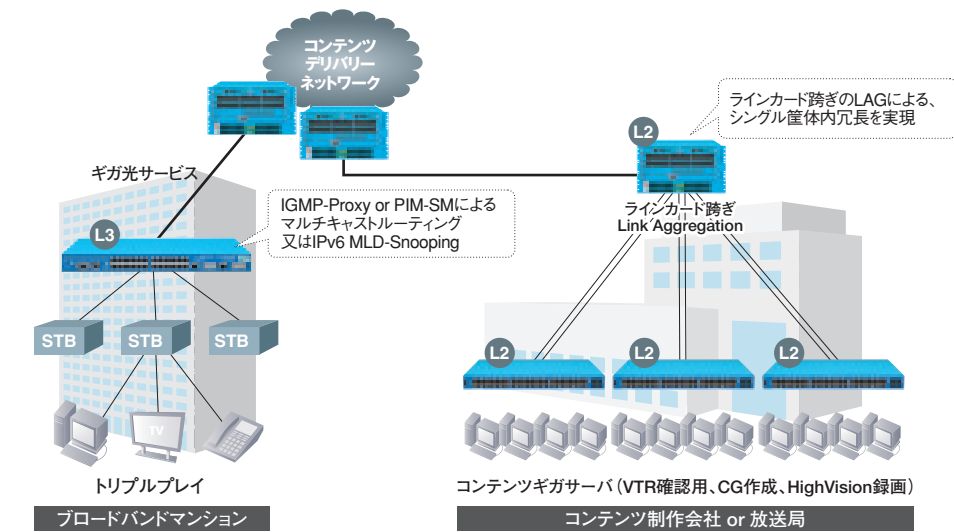 コンテンツ
デリバリー
ネットワーク
ラインカード跨ぎのLAGによる、
シングル筐体内冗長を実現
L2
ギガ光サービス
IGMP-Proxy or PIM-SMによる
マルチキャストルーティング
又はIPv6 MLD-Snooping
ラインカード跨ぎ
Link Aggregation
L3
STB
STB
STB
L2
L2
L2
TV
トリプルプレイ
コンテンツギガサーバ（VTR確認用、CG作成、HighVision録画）
ブロードバンドマンション
コンテンツ制作会社 or 放送局